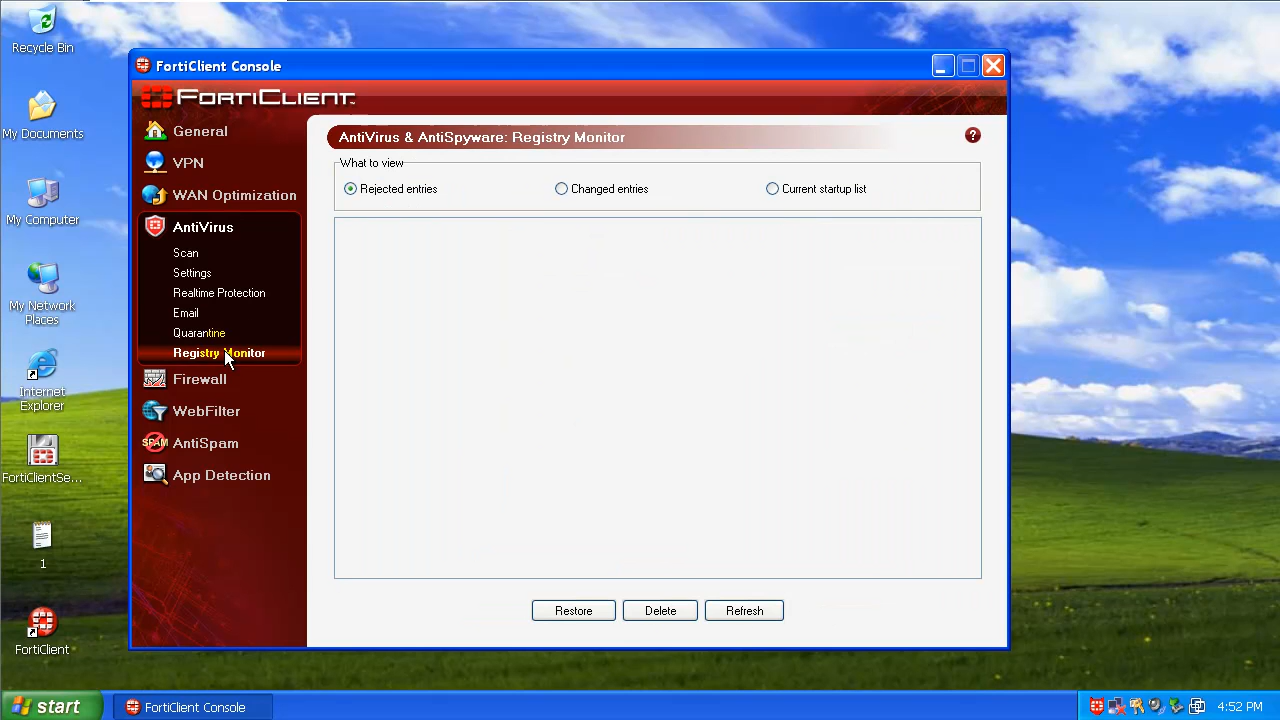 Recycle Bin
My Documents
My Computer
My Network
Places
Internet
Explorer
FortiClientSe...
1
FortiClient
FortiClient Console
FORTICLIENT
General
VPN
WAN Optimization
AntiVirus
Scan
Settings
Realtime Protection
Email
Quarantine
Registry Monitor
Firewall
WebFilter
SPAM
AntiSpam
App Detection
AntiVirus & AntiSpyware: Registry Monitor
?
What to view
Rejected entries
Changed entries
Current startup list
Restore
Delete
Refresh
start
FortiClient Console
4:52 PM